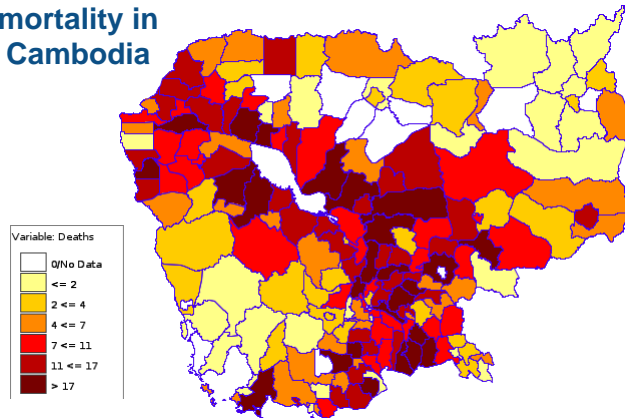 mortality in
Cambodia
Variable: Deaths
0/No Data
<= 2
2 <= 4
4 <= 7
7 <= 11
11 <= 17
> 17